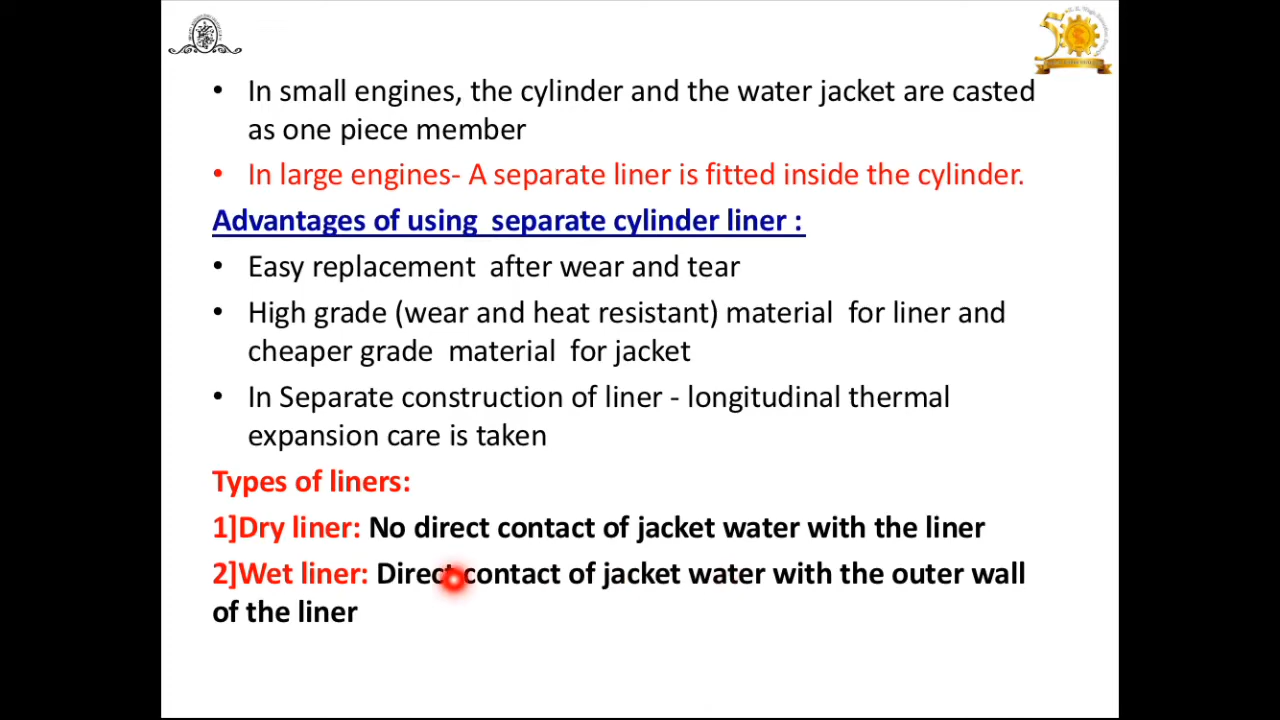 • In small engines, the cylinder and the water jacket are casted
as one piece member
• In large engines- A separate liner is fitted inside the cylinder.
Advantages of using separate cylinder liner :
• Easy replacement after wear and tear
• High grade (wear and heat resistant) material for liner and
cheaper grade material for jacket
• In Separate construction of liner - longitudinal thermal
expansion care is taken
Types of liners:
1]Dry liner: No direct contact of jacket water with the liner
2]Wet liner: Direct contact of jacket water with the outer wall
of the liner